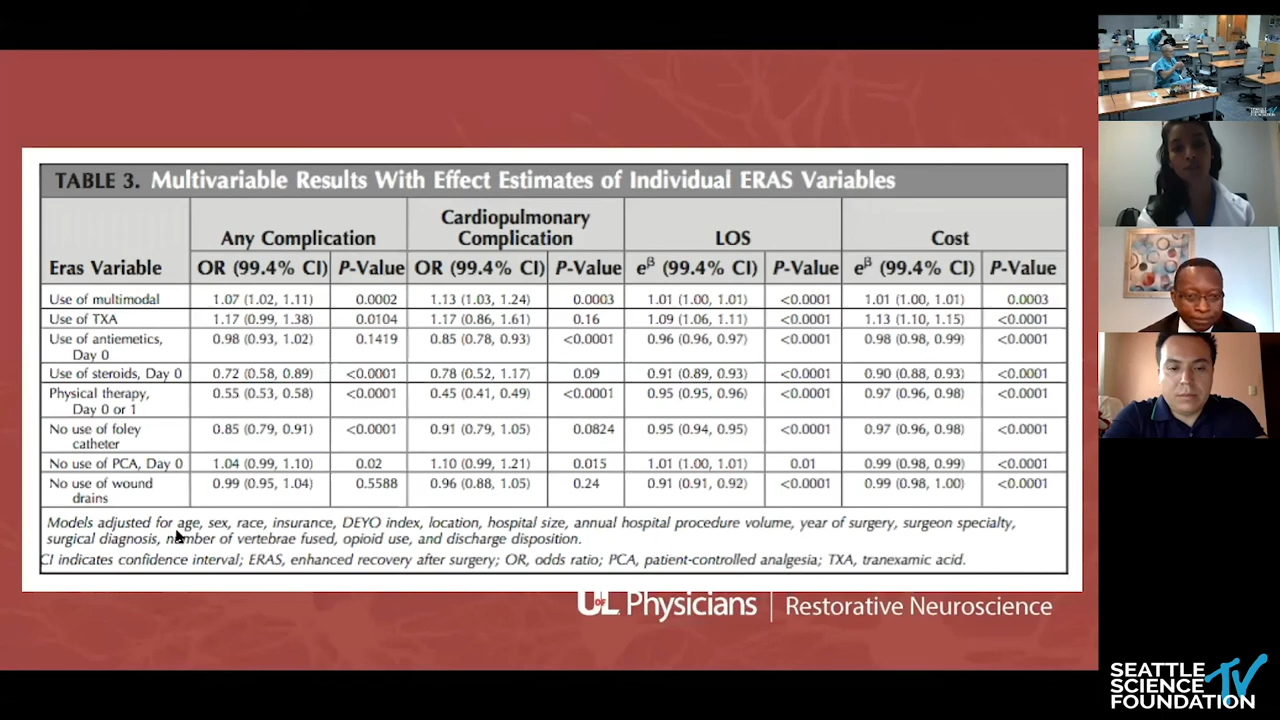 TABLE 3. Multivariable Results With Effect Estimates of Individual ERAS Variables
Any Complication Cardiopulmonary Complication LOS Cost
Eras Variable OR (99.4% CI) P-Value OR (99.4% CI) P-Value eβ (99.4% CI) P-Value eβ (99.4% CI) P-Value
Use of multimodal 1.07 (1.02, 1.11) 0.0002 1.13 (1.03, 1.24) 0.0003 1.01 (1.00, 1.01) <0.0001 1.01 (1.00, 1.01) 0.0003
Use of TXA 1.17 (0.99, 1.38) 0.0104 1.17 (0.86, 1.61) 0.16 1.09 (1.06, 1.11) <0.0001 1.13 (1.10, 1.15) <0.0001
Use of antiemetics, 0.98 (0.93, 1.02) 0.1419 0.85 (0.78, 0.93) <0.0001 0.96 (0.96, 0.97) <0.0001 0.98 (0.98, 0.99) <0.0001
Day 0
Use of steroids, Day 0 0.72 (0.58, 0.89) <0.0001 0.78 (0.52, 1.17) 0.09 0.91 (0.89, 0.93) <0.0001 0.90 (0.88, 0.93) <0.0001
Physical therapy, 0.55 (0.53, 0.58) <0.0001 0.45 (0.41, 0.49) <0.0001 0.95 (0.95, 0.96) <0.0001 0.97 (0.96, 0.98) <0.0001
Day 0 or 1
No use of foley 0.85 (0.79, 0.91) <0.0001 0.91 (0.79, 1.05) 0.0824 0.95 (0.94, 0.95) <0.0001 0.97 (0.96, 0.98) <0.0001
catheter
No use of PCA, Day 0 1.04 (0.99, 1.10) 0.02 1.10 (0.99, 1.21) 0.015 1.01 (1.00, 1.01) 0.01 0.99 (0.98, 0.99) <0.0001
No use of wound 0.99 (0.95, 1.04) 0.5588 0.96 (0.88, 1.05) 0.24 0.91 (0.91, 0.92) <0.0001 0.99 (0.98, 1.00) <0.0001
drains
Models adjusted for age, sex, race, insurance, DEYO index, location, hospital size, annual hospital procedure volume, year of surgery, surgeon specialty,
surgical diagnosis, number of vertebrae fused, opioid use, and discharge disposition.
CI indicates confidence interval; ERAS, enhanced recovery after surgery; OR, odds ratio; PCA, patient-controlled analgesia; TXA, tranexamic acid.
UofL Physicians | Restorative Neuroscience
SEATTLE
SCIENCE TV
FOUNDATION